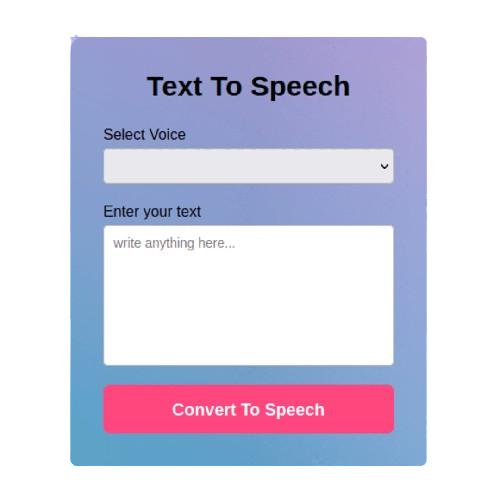 Text To Speech
Select Voice
Enter your text
write anything here...
Convert To Speech